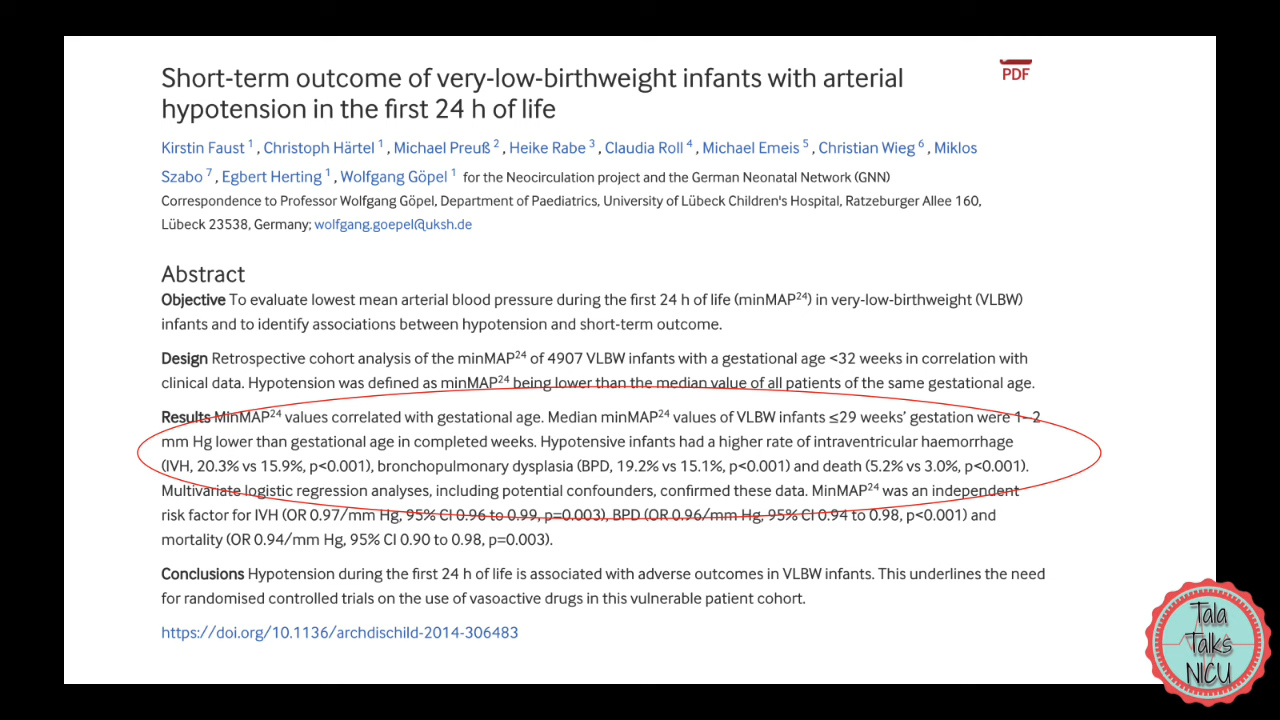 Short-term outcome of very-low-birthweight infants with arterial
hypotension in the first 24 h of life
PDF
Kirstin Faust 1, Christoph Härtel 1, Michael Preuß 2, Heike Rabe 3, Claudia Roll 4, Michael Emeis 5, Christian Wieg 6, Miklos
Szabo 7, Egbert Herting 1, Wolfgang Göpel 1 for the Neocirculation project and the German Neonatal Network (GNN)
Correspondence to Professor Wolfgang Göpel, Department of Paediatrics, University of Lübeck Children's Hospital, Ratzeburger Allee 160,
Lübeck 23538, Germany; wolfgang.goepel@uksh.de
Abstract
Objective To evaluate lowest mean arterial blood pressure during the first 24 h of life (minMAP24) in very-low-birthweight (VLBW)
infants and to identify associations between hypotension and short-term outcome.
Design Retrospective cohort analysis of the minMAP24 of 4907 VLBW infants with a gestational age <32 weeks in correlation with
clinical data. Hypotension was defined as minMAP24 being lower than the median value of all patients of the same gestational age.
Results MinMAP24 values correlated with gestational age. Median minMAP24 values of VLBW infants ≤29 weeks' gestation were 1–2
mm Hg lower than gestational age in completed weeks. Hypotensive infants had a higher rate of intraventricular haemorrhage
(IVH, 20.3% vs 15.9%, p<0.001), bronchopulmonary dysplasia (BPD, 19.2% vs 15.1%, p<0.001) and death (5.2% vs 3.0%, p<0.001).
Multivariate logistic regression analyses, including potential confounders, confirmed these data. MinMAP24 was an independent
risk factor for IVH (OR 0.97/mm Hg, 95% CI 0.96 to 0.99, p=0.003), BPD (OR 0.96/mm Hg, 95% CI 0.94 to 0.98, p<0.001) and
mortality (OR 0.94/mm Hg, 95% CI 0.90 to 0.98, p=0.003).
Conclusions Hypotension during the first 24 h of life is associated with adverse outcomes in VLBW infants. This underlines the need
for randomised controlled trials on the use of vasoactive drugs in this vulnerable patient cohort.
https://doi.org/10.1136/archdischild-2014-306483
Tala
Talks
NICU